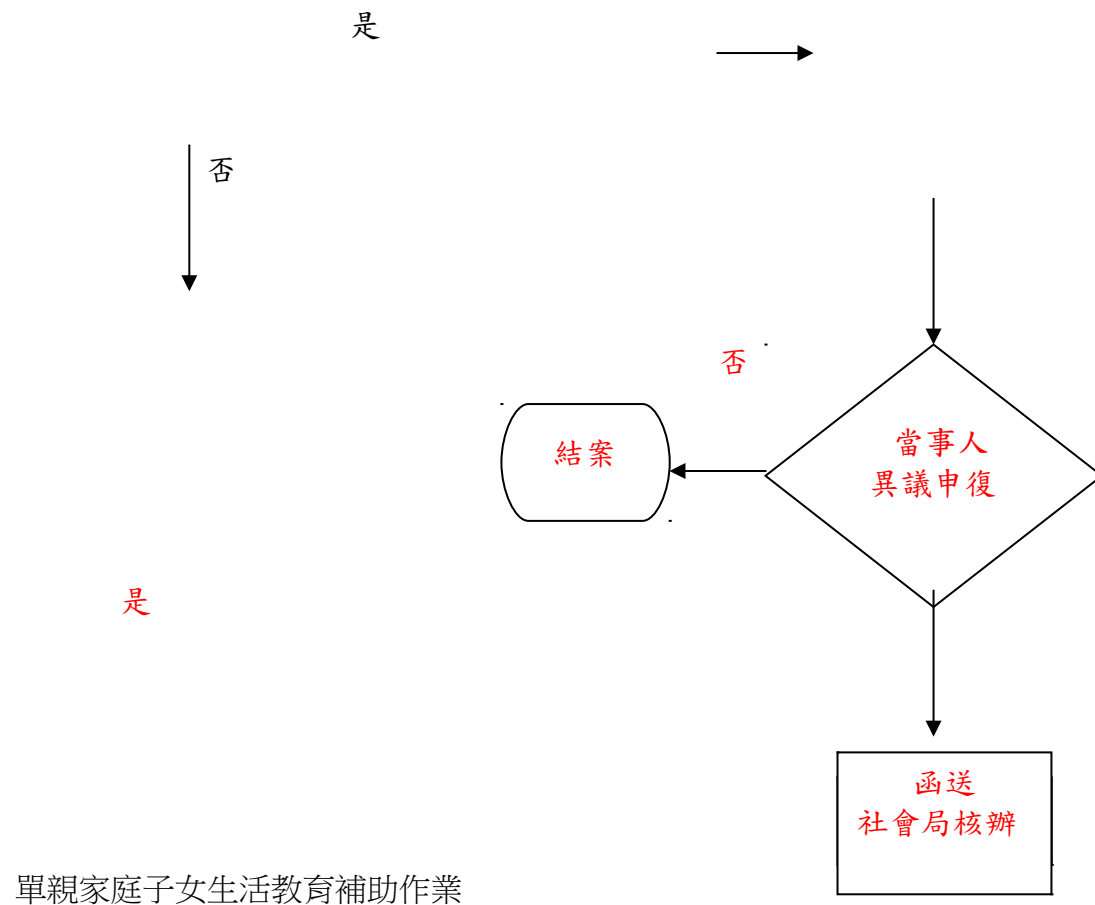 是
否
否
當事人
異議申復
結案
是
函送
社會局核辦
單親家庭子女生活教育補助作業